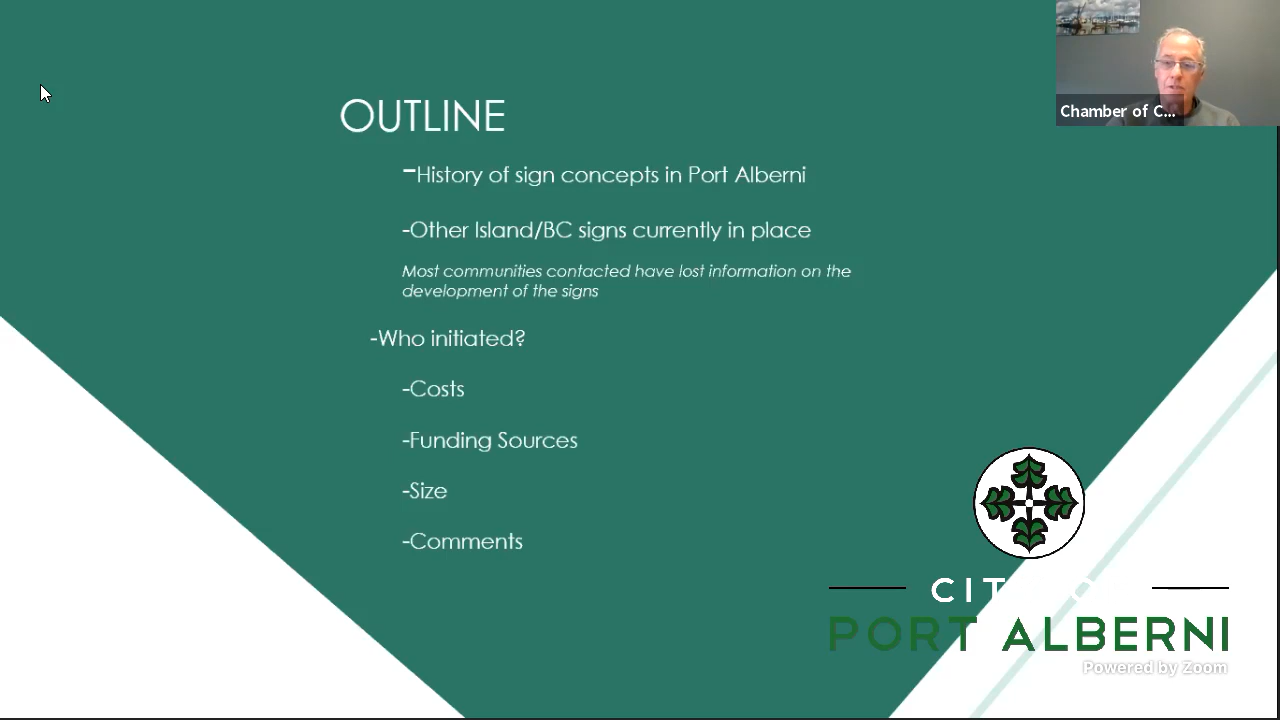 Chamber of C...
OUTLINE
-History of sign concepts in Port Alberni
-Other Island/BC signs currently in place
Most communities contacted have lost information on the
development of the signs
-Who initiated?
-Costs
-Funding Sources
-Size
-Comments
PORT ALBERNI
Powered by Zoom